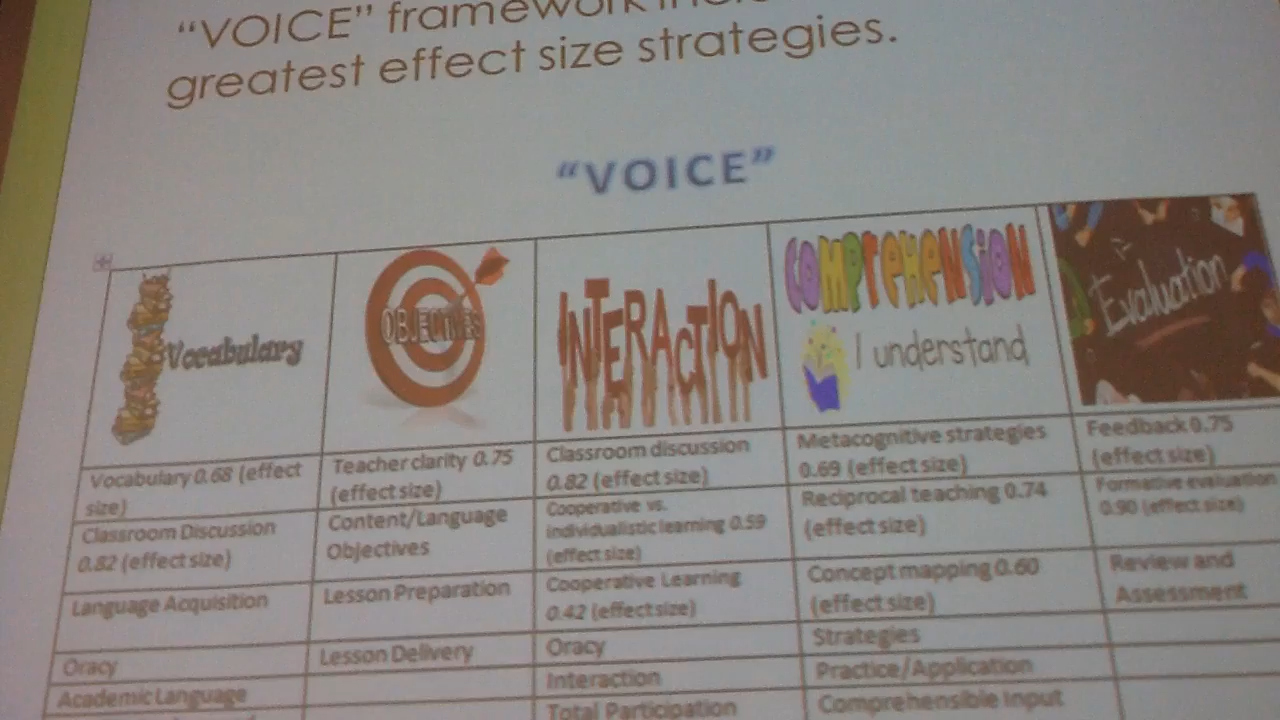 "VOICE" framework
greatest effect size strategies.
"VOICE"
Vocabulary
OBJECTIVES
INTERACTION
COMPREHENSION
I understand
Evaluation
Vocabulary 0.68 (effect
size)
Teacher clarity 0.75
(effect size)
Classroom discussion
0.82 (effect size)
Metacognitive strategies
0.69 (effect size)
Feedback 0.75
(effect size)
Classroom Discussion
0.82 (effect size)
Content/Language
Objectives
Cooperative vs.
individualistic learning 0.59
(effect size)
Reciprocal teaching 0.74
(effect size)
Formative evaluation
0.90 (effect size)
Language Acquisition
Lesson Preparation
Cooperative Learning
0.42 (effect size)
Concept mapping 0.60
(effect size)
Review and
Assessment
Oracy
Lesson Delivery
Oracy
Strategies
Academic Language
Interaction
Practice/Application
Total Participation
Comprehensible Input